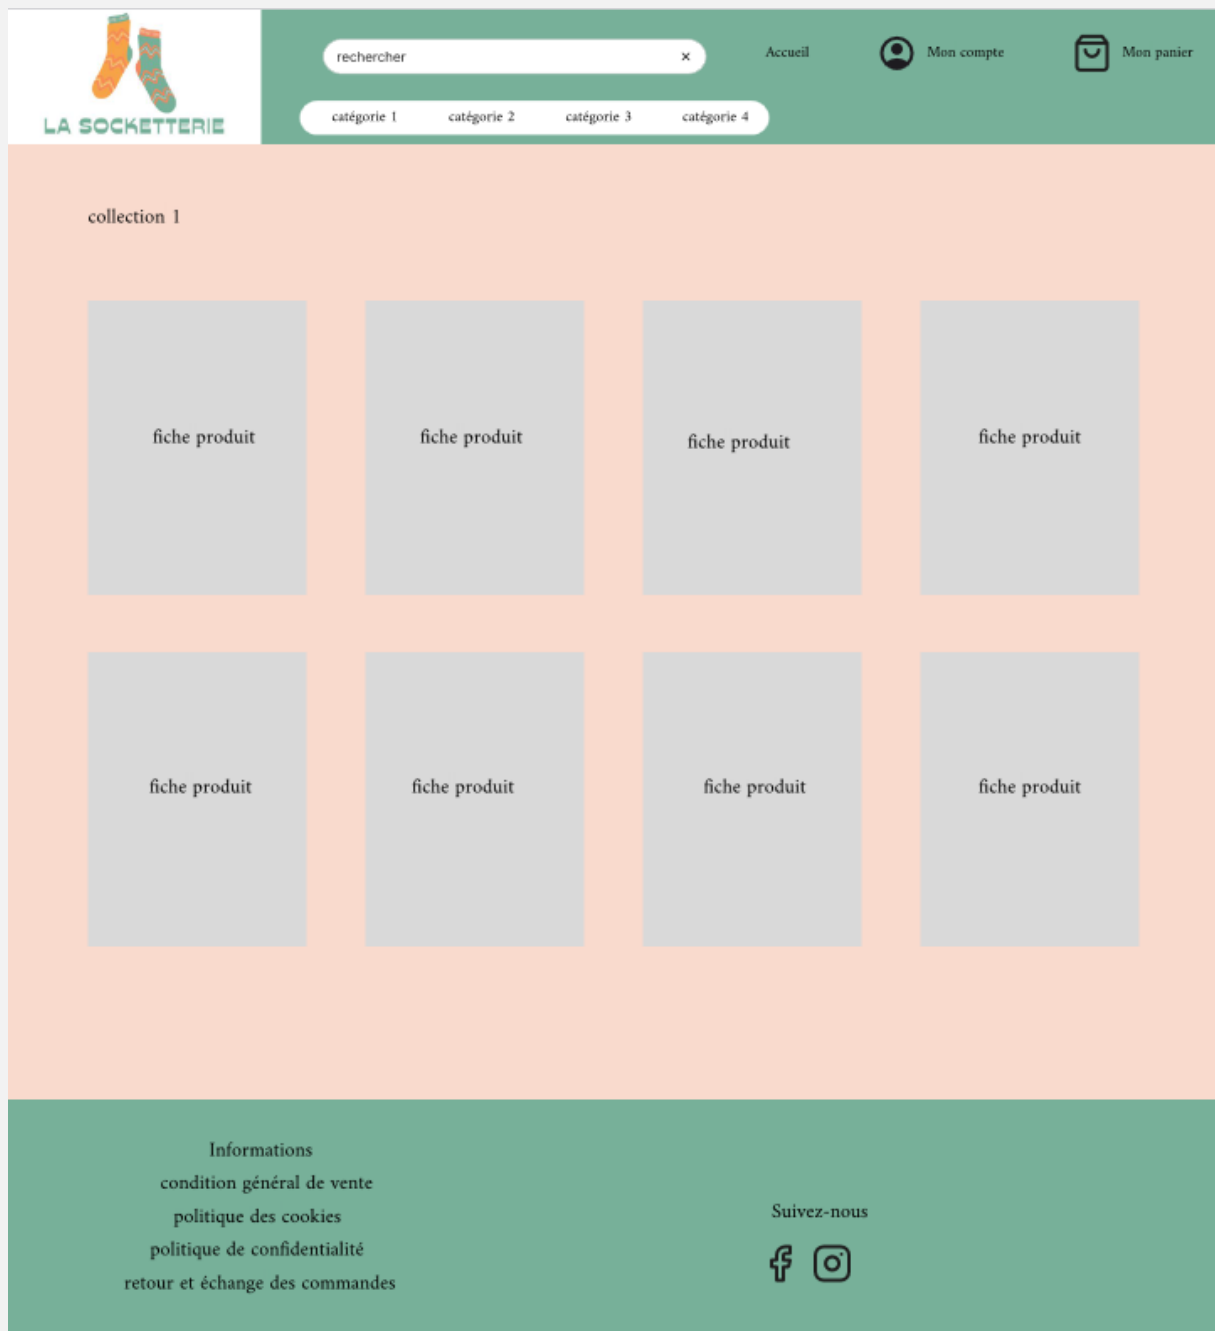 LA SOCKETTERIE
rechercher
Accueil
Mon compte
Mon panier
catégorie 1 catégorie 2 catégorie 3 catégorie 4
collection 1
fiche produit fiche produit fiche produit fiche produit
fiche produit fiche produit fiche produit fiche produit
Informations
condition général de vente
politique des cookies
politique de confidentialité
retour et échange des commandes
Suivez-nous